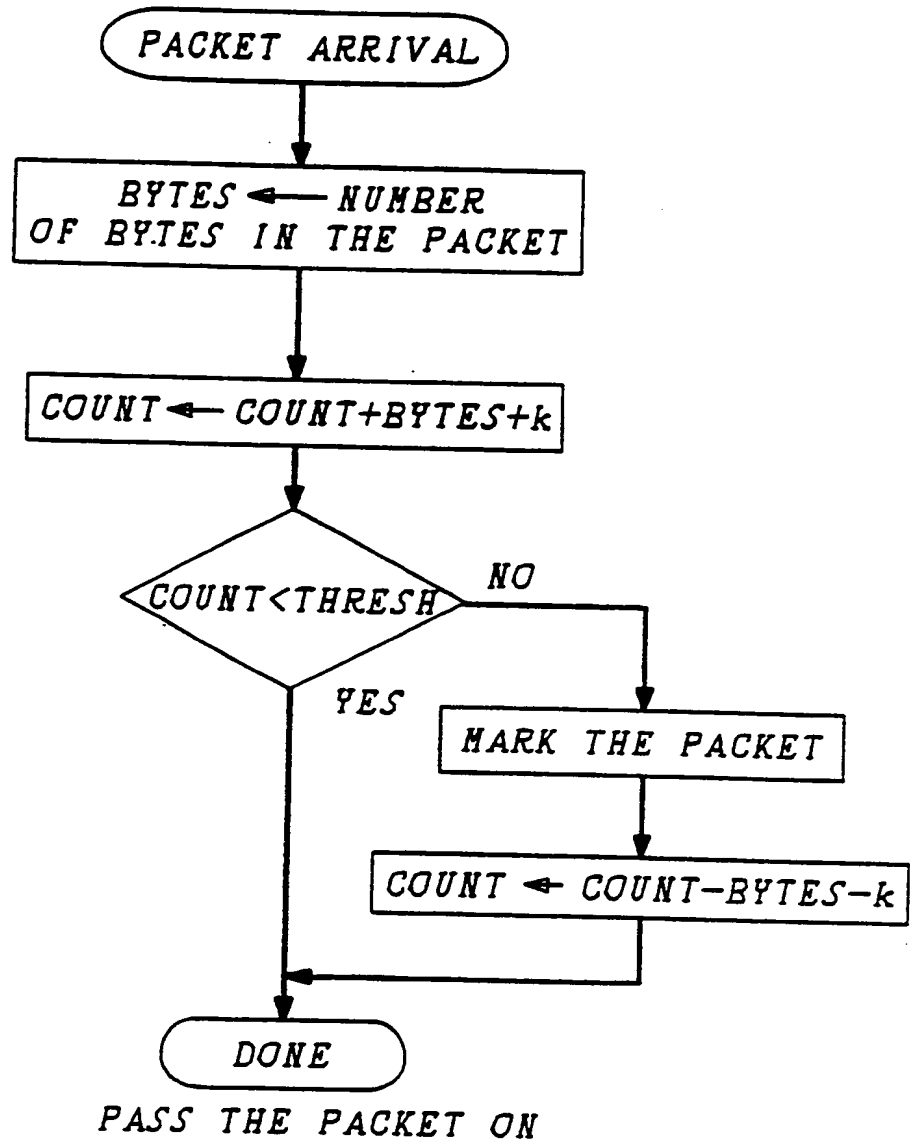 PACKET ARRIVAL
BYTES ← NUMBER
OF BYTES IN THE PACKET
COUNT ← COUNT+BYTES+k
COUNT<THRESH
NO
YES
MARK THE PACKET
COUNT ← COUNT-BYTES-k
DONE
PASS THE PACKET ON